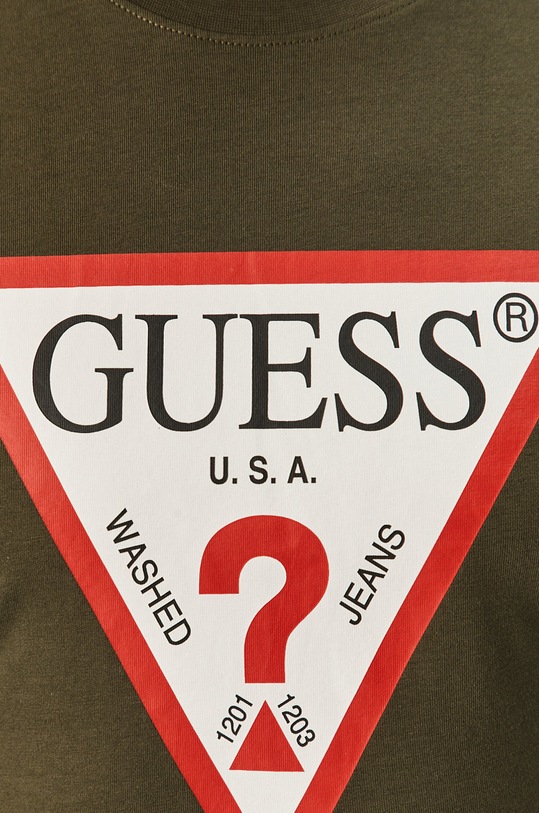 GUESS®
U. S. A.
WASHED
?
JEANS
1201
1203